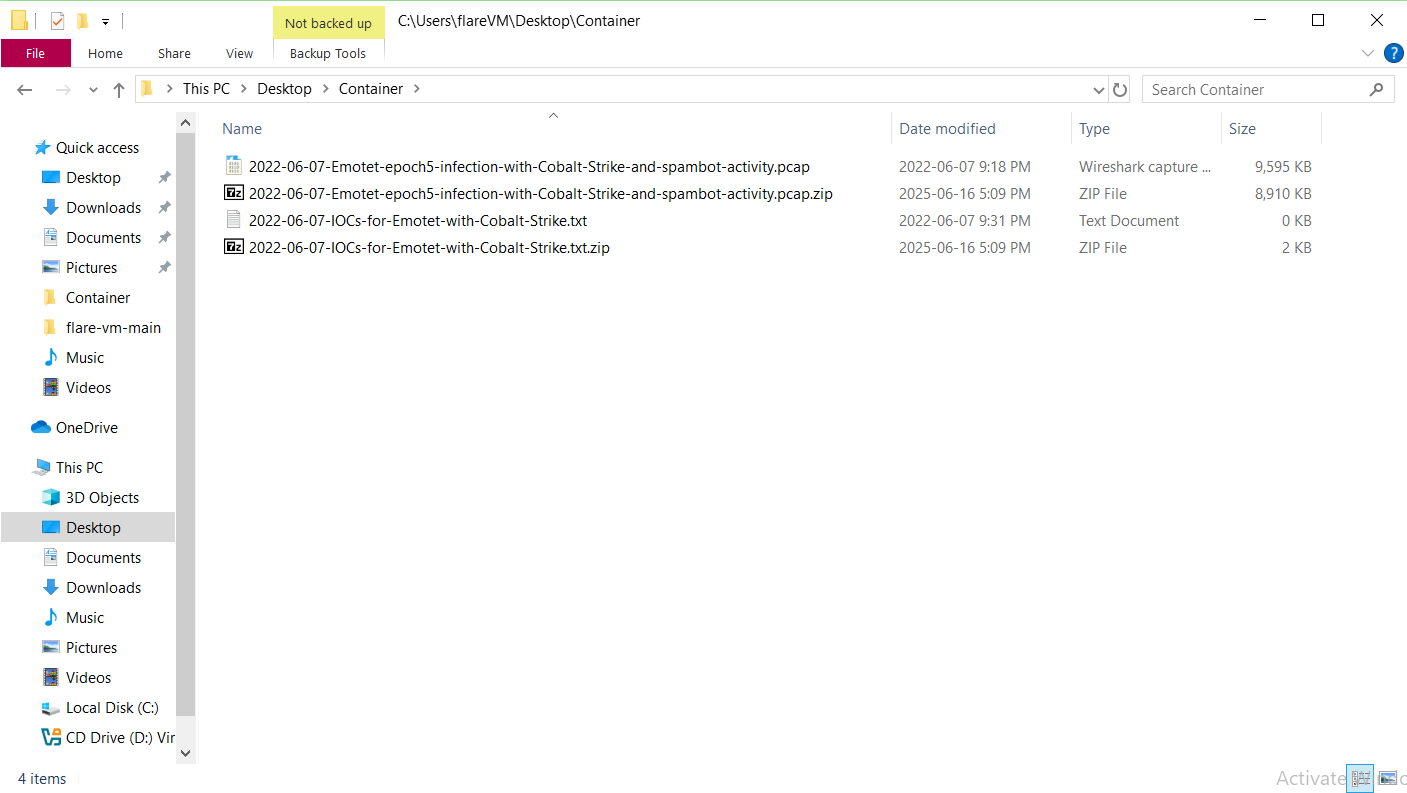 Not backed up C:\Users\flareVM\Desktop\Container
File Home Share View Backup Tools
This PC Desktop Container Search Container
Name Date modified Type Size
Quick access
Desktop
Downloads
Documents
Pictures
Container
flare-vm-main
Music
Videos
OneDrive
This PC
3D Objects
Desktop
Documents
Downloads
Music
Pictures
Videos
Local Disk (C:)
CD Drive (D:) Vir
2022-06-07-Emotet-epoch5-infection-with-Cobalt-Strike-and-spambot-activity.pcap 2022-06-07 9:18 PM Wireshark capture ... 9,595 KB
2022-06-07-Emotet-epoch5-infection-with-Cobalt-Strike-and-spambot-activity.pcap.zip 2025-06-16 5:09 PM ZIP File 8,910 KB
2022-06-07-IOCs-for-Emotet-with-Cobalt-Strike.txt 2022-06-07 9:31 PM Text Document 0 KB
2022-06-07-IOCs-for-Emotet-with-Cobalt-Strike.txt.zip 2025-06-16 5:09 PM ZIP File 2 KB
4 items
Activate